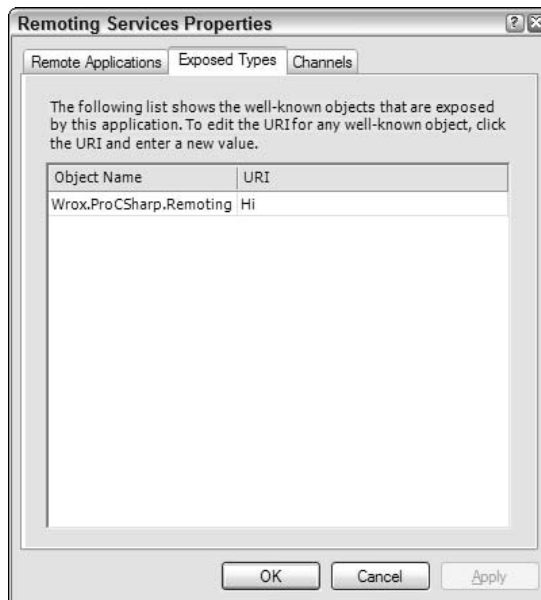 Remoting Services Properties
Remote Applications Exposed Types Channels
The following list shows the well-known objects that are exposed
by this application. To edit the URI for any well-known object, click
the URI and enter a new value.
Object Name URI
Wrox.ProCSharp.Remoting Hi
OK Cancel Apply